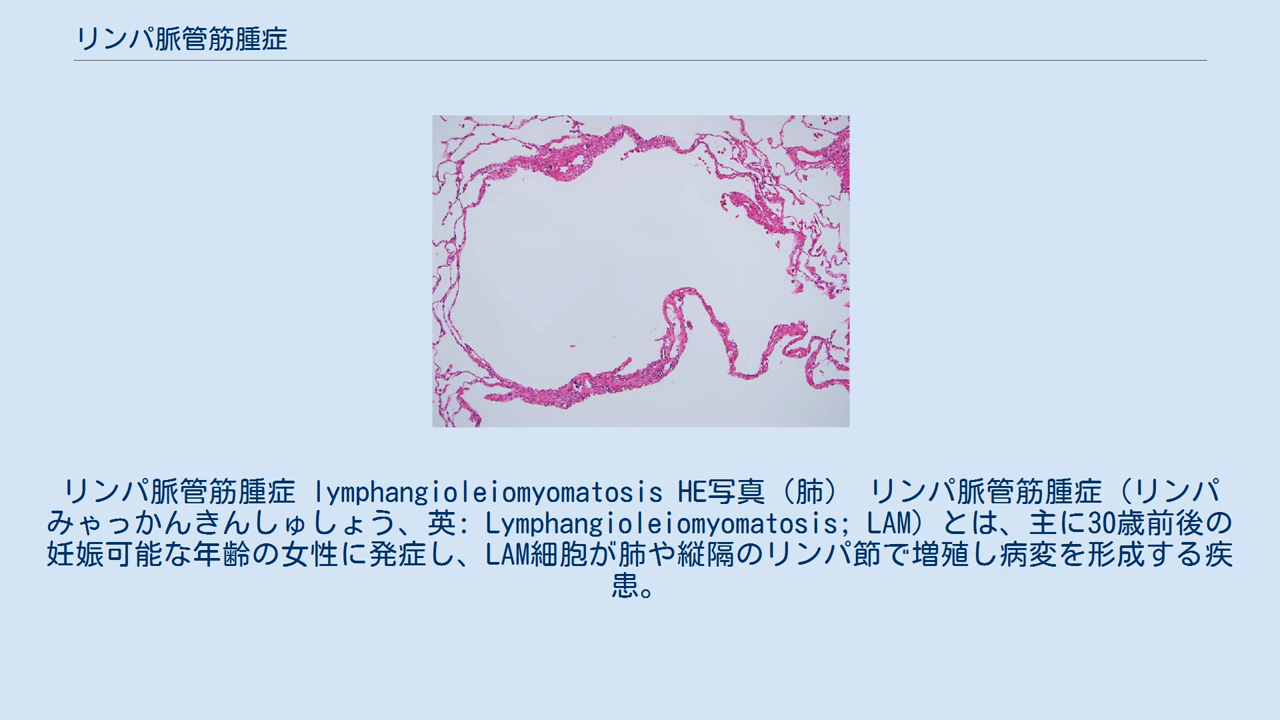 リンパ脈管筋腫症
リンパ脈管筋腫症 lymphangioleiomyomatosis HE写真（肺） リンパ脈管筋腫症（リンパ
みゃっかんきんしゅしょう、英: Lymphangioleiomyomatosis; LAM）とは、主に30歳前後の
妊娠可能な年齢の女性に発症し、LAM細胞が肺や縦隔のリンパ節で増殖し病変を形成する疾
患。